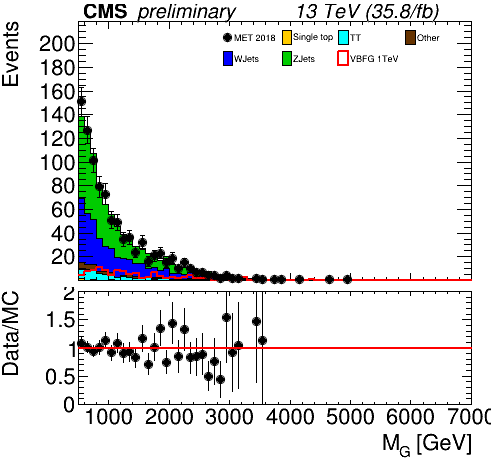 CMS preliminary 13 TeV (35.8/fb)
Events
MET 2018 Single top TT Other
WJets ZJets VBFG 1TeV
200
180
160
140
120
100
80
60
40
20
Data/MC
2
1.5
1
0.5
0
1000 2000 3000 4000 5000 6000 7000
M_G [GeV]